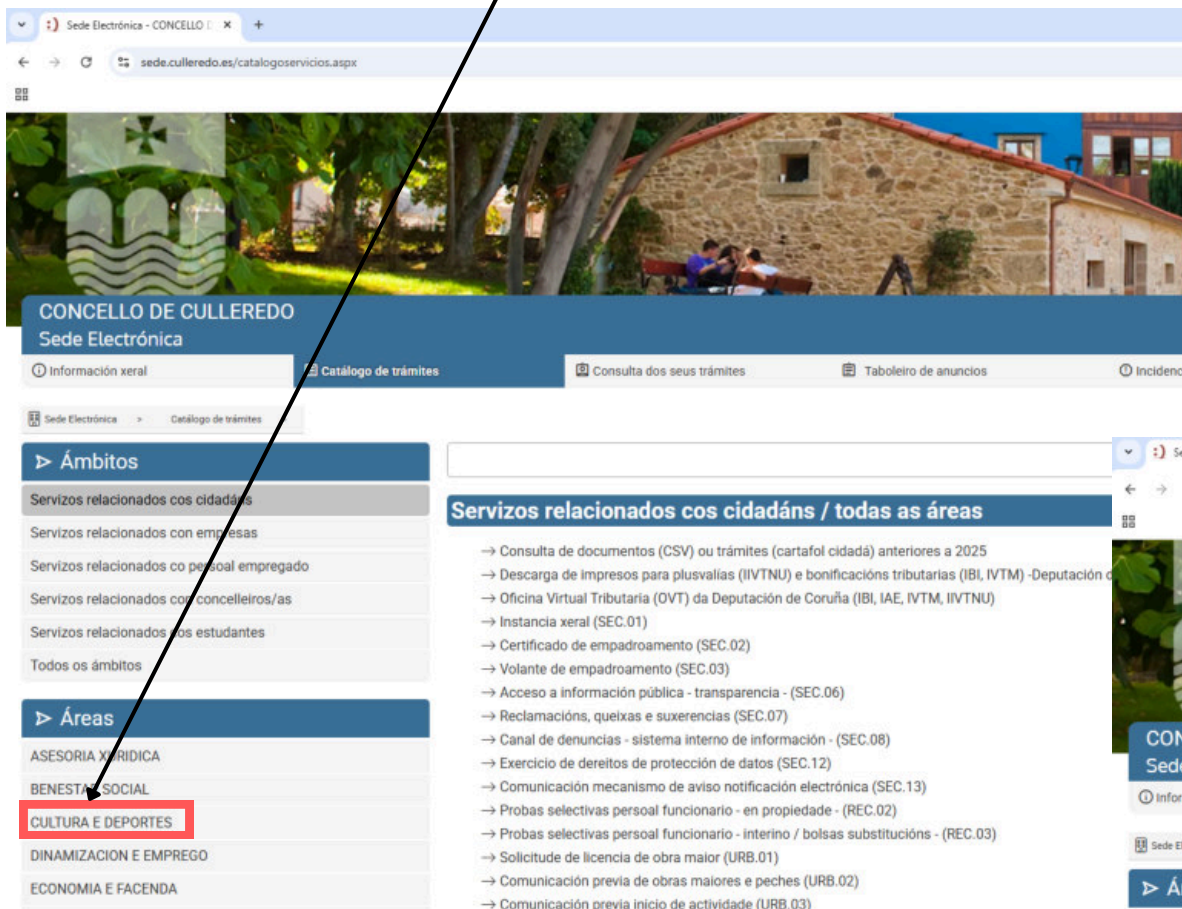 Sede Electrónica - CONCELLO D
sede.culleredo.es/catalogoservicios.aspx
CONCELLO DE CULLEREDO
Sede Electrónica
Información xeral
Catálogo de trámites
Consulta dos seus trámites
Taboleiro de anuncios
Incidenc
Sede Electrónica > Catálogo de trámites
Ámbitos
Servizos relacionados cos cidadáns
Servizos relacionados con empresas
Servizos relacionados co persoal empregado
Servizos relacionados con concelleiros/as
Servizos relacionados cos estudantes
Todos os ámbitos
Áreas
ASESORIA XURIDICA
BENESTAR SOCIAL
CULTURA E DEPORTES
DINAMIZACION E EMPREGO
ECONOMIA E FACENDA
Servizos relacionados cos cidadáns / todas as áreas
→ Consulta de documentos (CSV) ou trámites (cartafol cidadá) anteriores a 2025
→ Descarga de impresos para plusvalías (IIVTNU) e bonificacións tributarias (IBI, IVTM) -Deputación d
→ Oficina Virtual Tributaria (OVT) da Deputación de Coruña (IBI, IAE, IVTM, IIVTNU)
→ Instancia xeral (SEC.01)
→ Certificado de empadroamento (SEC.02)
→ Volante de empadroamento (SEC.03)
→ Acceso a información pública - transparencia - (SEC.06)
→ Reclamacións, queixas e suxerencias (SEC.07)
→ Canal de denuncias - sistema interno de información - (SEC.08)
→ Exercicio de dereitos de protección de datos (SEC.12)
→ Comunicación mecanismo de aviso notificación electrónica (SEC.13)
→ Probas selectivas persoal funcionario - en propiedade - (REC.02)
→ Probas selectivas persoal funcionario - interino / bolsas substitucións - (REC.03)
→ Solicitude de licencia de obra maior (URB.01)
→ Comunicación previa de obras maiores e peches (URB.02)
→ Comunicación previa inicio de actividade (URB.03)
Se
CON
Sede
Infor
Sede E